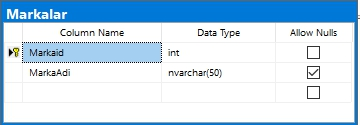 Markalar
Column Name Data Type Allow Nulls
Markaid int
MarkaAdi nvarchar(50)